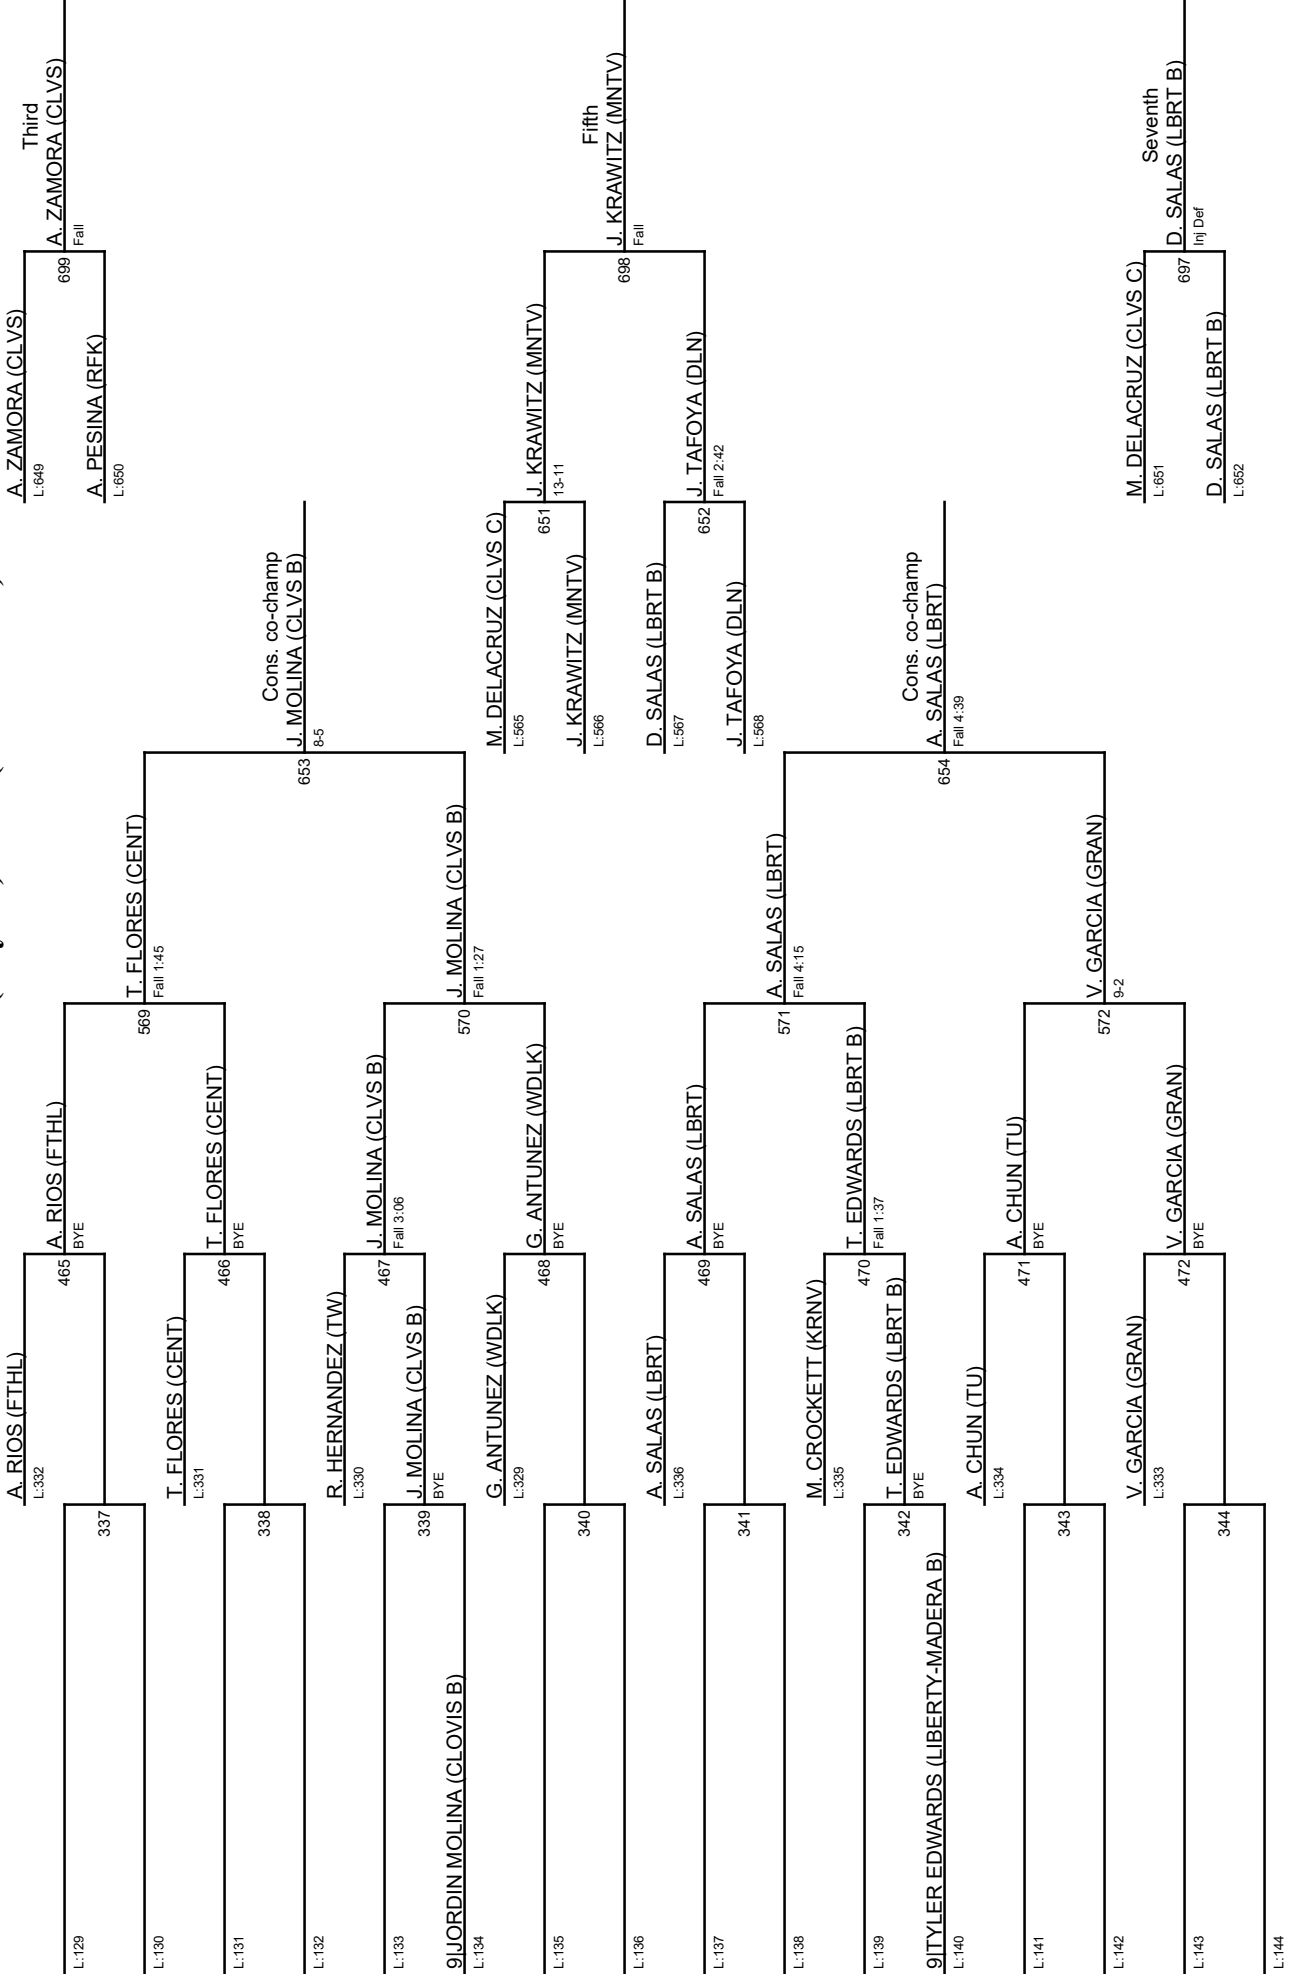 L:129
L:130
L:131
L:132
L:133
9|JORDIN MOLINA (CLOVIS B)
L:134
L:135
L:136
L:137
L:138
L:139
9|TYLER EDWARDS (LIBERTY-MADERA B)
L:140
L:141
L:142
L:143
L:144
337
338
339
340
341
342
343
344
A. RIOS (FTHL)
L:332
T. FLORES (CENT)
L:331
R. HERNANDEZ (TW)
L:330
J. MOLINA (CLVS B)
BYE
G. ANTUNEZ (WDLK)
L:329
A. SALAS (LBRT)
L:336
M. CROCKETT (KRNV)
L:335
T. EDWARDS (LBRT B)
BYE
A. CHUN (TU)
L:334
V. GARCIA (GRAN)
L:333
465
466
467
468
469
470
471
472
A. RIOS (FTHL)
BYE
T. FLORES (CENT)
BYE
J. MOLINA (CLVS B)
Fall 3:06
G. ANTUNEZ (WDLK)
BYE
A. SALAS (LBRT)
BYE
T. EDWARDS (LBRT B)
Fall 1:37
A. CHUN (TU)
BYE
V. GARCIA (GRAN)
BYE
569
570
571
572
T. FLORES (CENT)
Fall 1:45
J. MOLINA (CLVS B)
Fall 1:27
A. SALAS (LBRT)
Fall 4:15
V. GARCIA (GRAN)
9-2
653
654
Cons. co-champ
J. MOLINA (CLVS B)
8-5
M. DELACRUZ (CLVS C)
L:565
J. KRAWITZ (MNTV)
L:566
D. SALAS (LBRT B)
L:567
J. TAFOYA (DLN)
L:568
Cons. co-champ
A. SALAS (LBRT)
Fall 4:39
651
652
A. ZAMORA (CLVS)
L:649
A. PESINA (RFK)
L:650
J. KRAWITZ (MNTV)
13-11
J. TAFOYA (DLN)
Fall 2:42
M. DELACRUZ (CLVS C)
L:651
D. SALAS (LBRT B)
L:652
699
698
697
Third
A. ZAMORA (CLVS)
Fall
Fifth
J. KRAWITZ (MNTV)
Fall
Seventh
D. SALAS (LBRT B)
Inj Def